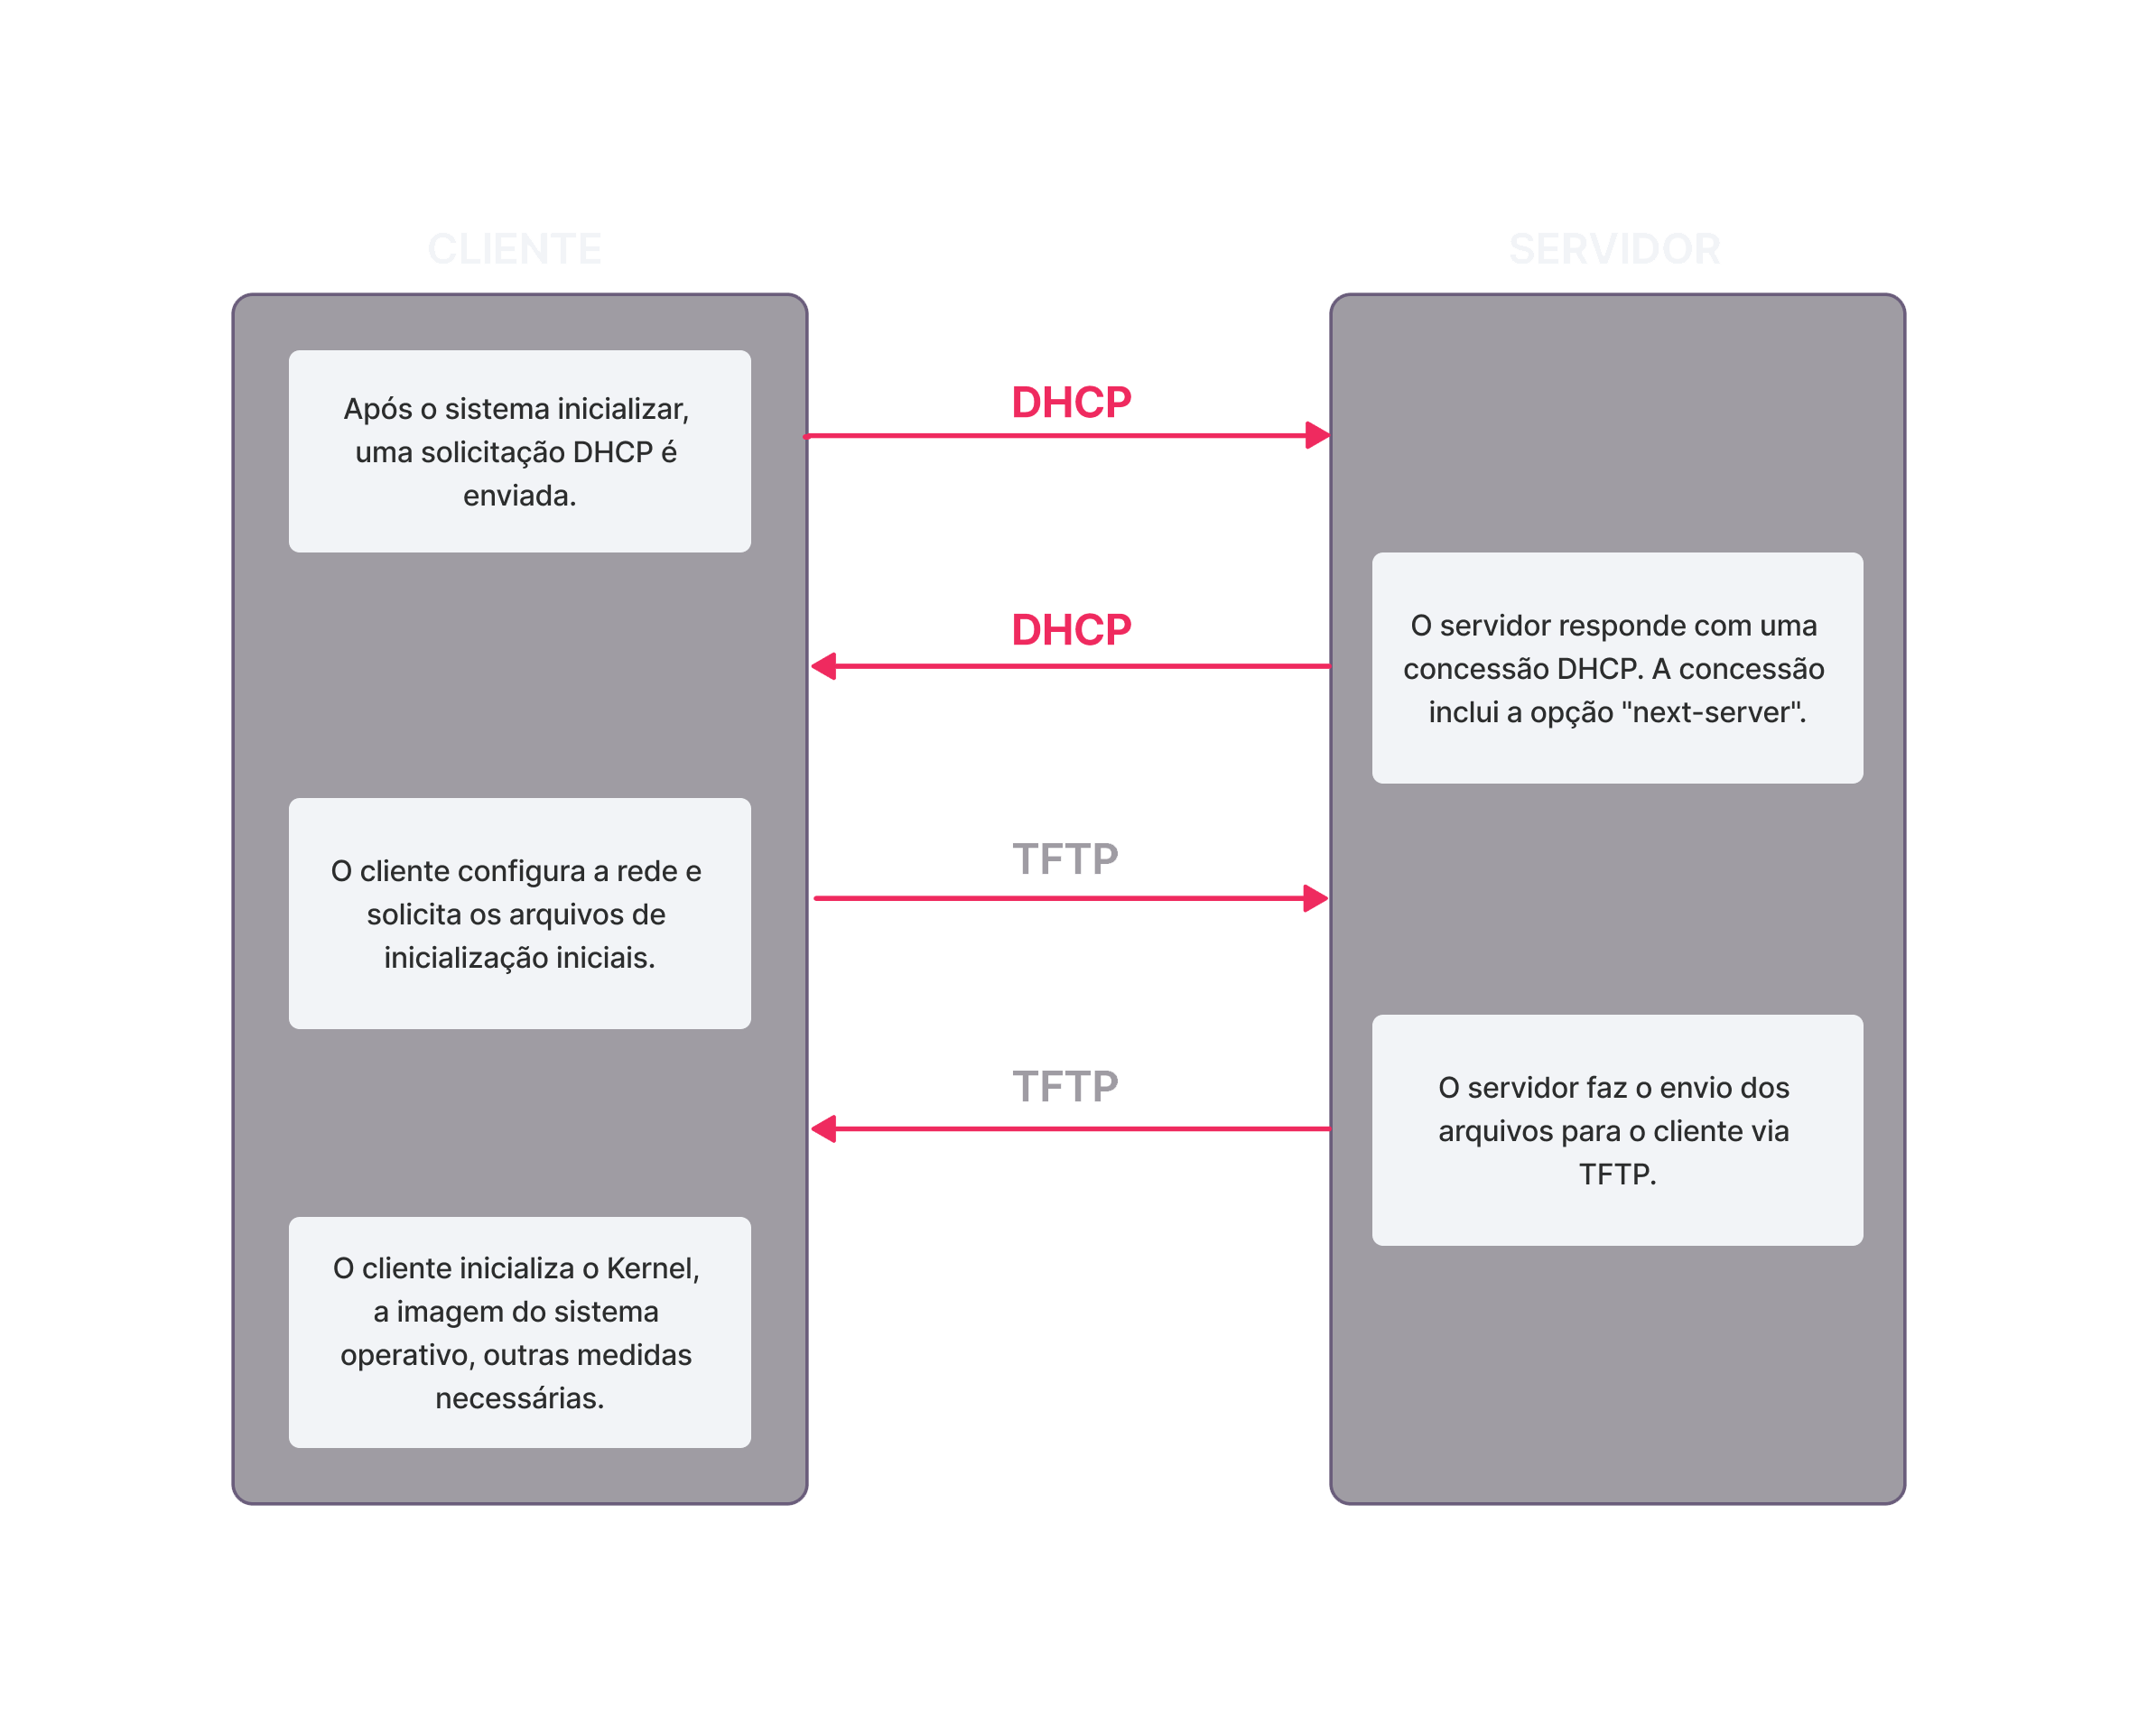 CLIENTE
SERVIDOR
Após o sistema inicializar,
uma solicitação DHCP é
enviada.
DHCP
DHCP
O servidor responde com uma
concessão DHCP. A concessão
inclui a opção "next-server".
O cliente configura a rede e
solicita os arquivos de
inicialização iniciais.
TFTP
TFTP
O servidor faz o envio dos
arquivos para o cliente via
TFTP.
O cliente inicializa o Kernel,
a imagem do sistema
operativo, outras medidas
necessárias.